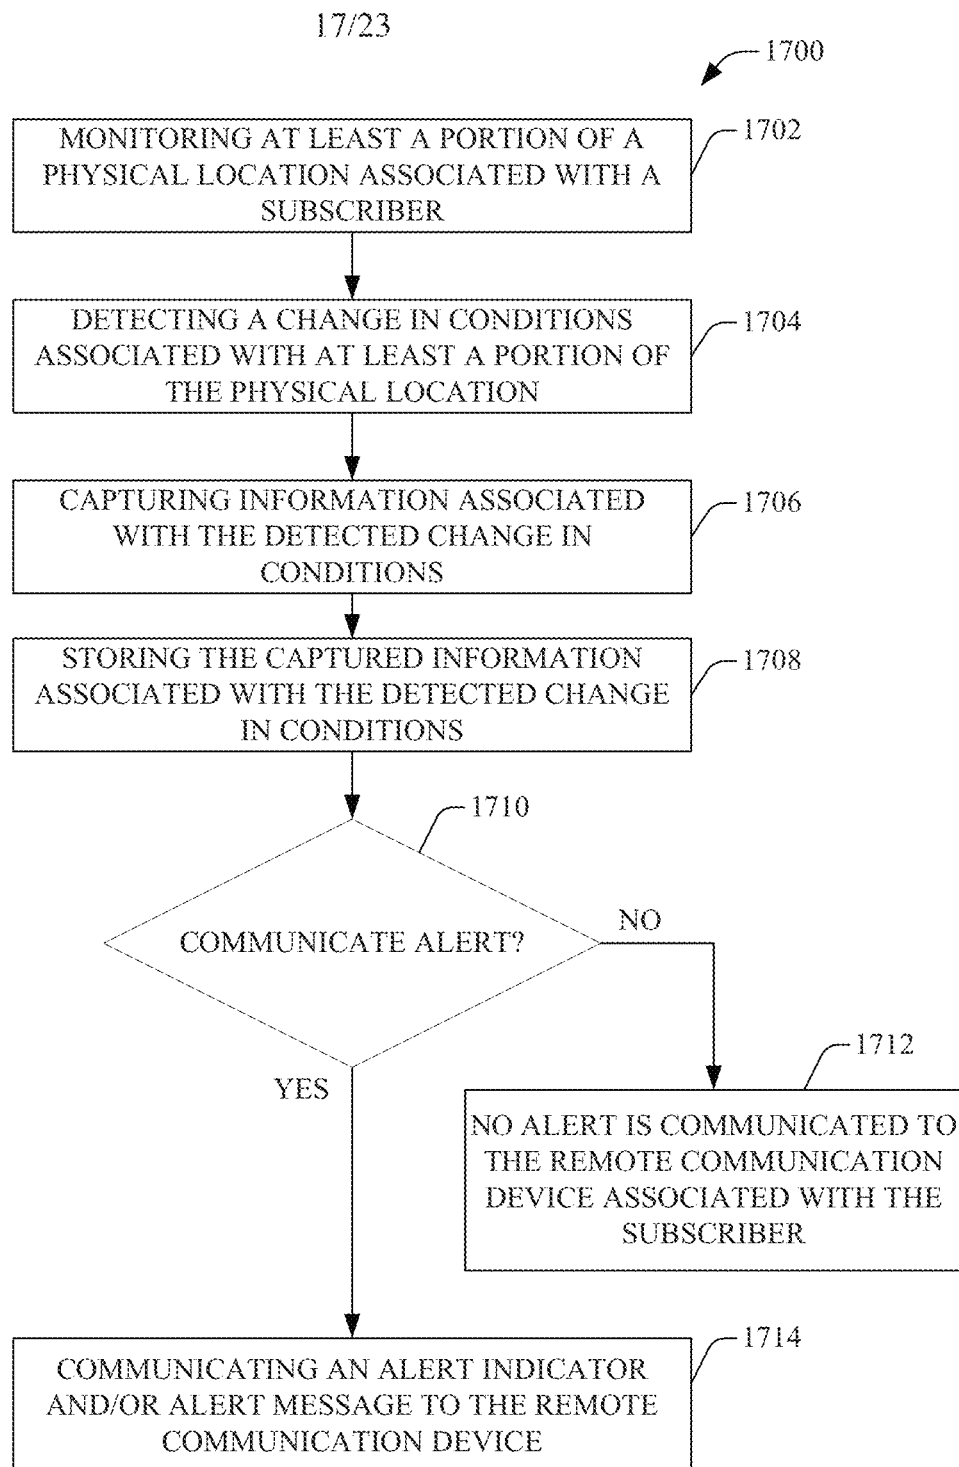 17/23
1700
MONITORING AT LEAST A PORTION OF A
PHYSICAL LOCATION ASSOCIATED WITH A
SUBSCRIBER
1702
DETECTING A CHANGE IN CONDITIONS
ASSOCIATED WITH AT LEAST A PORTION OF
THE PHYSICAL LOCATION
1704
CAPTURING INFORMATION ASSOCIATED
WITH THE DETECTED CHANGE IN
CONDITIONS
1706
STORING THE CAPTURED INFORMATION
ASSOCIATED WITH THE DETECTED CHANGE
IN CONDITIONS
1708
1710
COMMUNICATE ALERT?
NO
YES
1712
NO ALERT IS COMMUNICATED TO
THE REMOTE COMMUNICATION
DEVICE ASSOCIATED WITH THE
SUBSCRIBER
1714
COMMUNICATING AN ALERT INDICATOR
AND/OR ALERT MESSAGE TO THE REMOTE
COMMUNICATION DEVICE